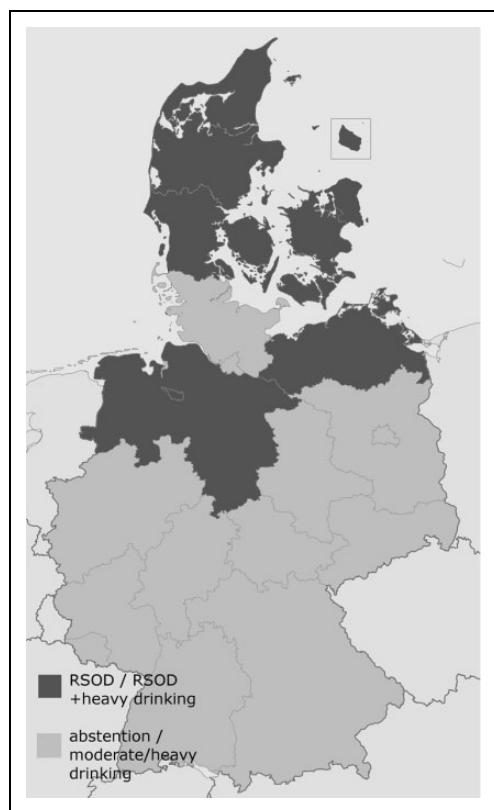 RSOD / RSOD
+heavy drinking
abstention /
moderate/heavy
drinking